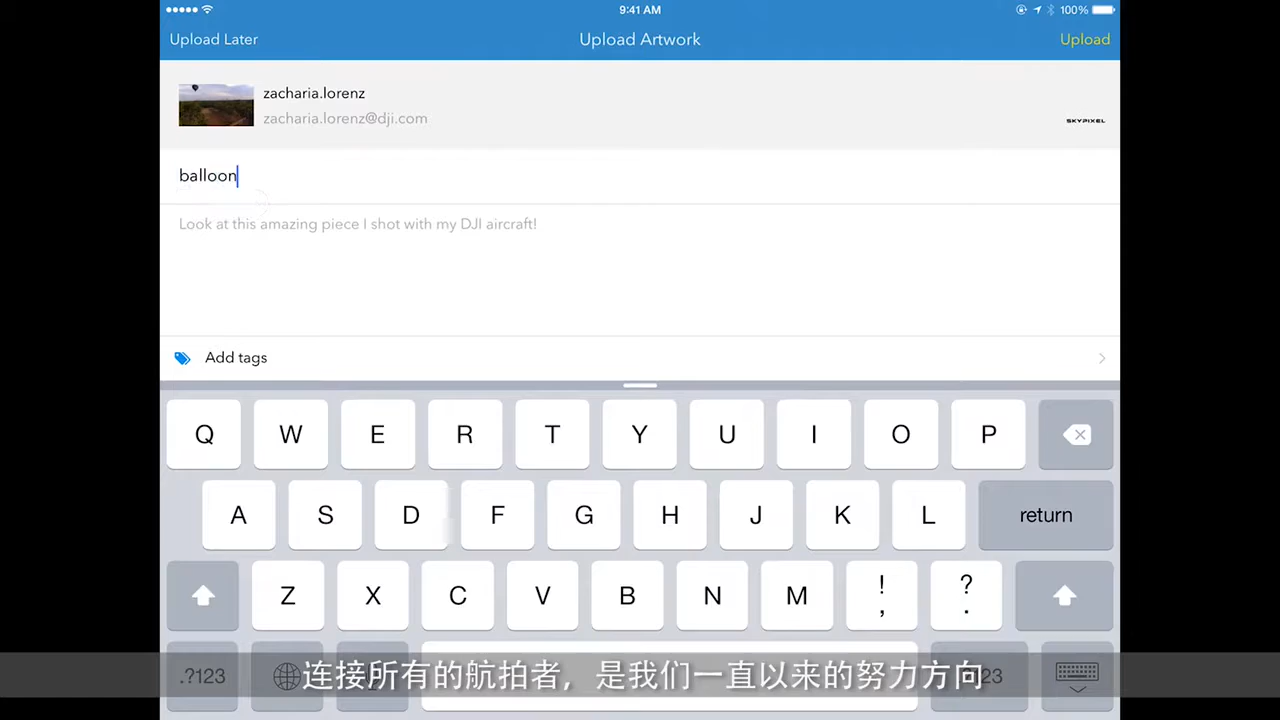 9:41 AM
100%
Upload Later
Upload Artwork
Upload
zacharia.lorenz
zacharia.lorenz@dji.com
SKYPIXEL
balloon
Look at this amazing piece I shot with my DJI aircraft!
Add tags
Q W E R T Y U I O P
A S D F G H J K L return
Z X C V B N M ! , ? .
.?123
连接所有的航拍者，是我们一直以来的努力方向